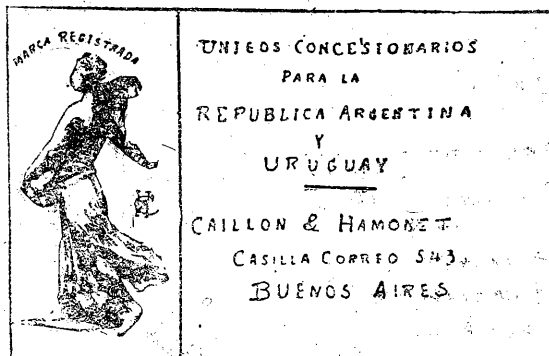 MARCA REGISTRADA
UNICOS CONCESIONARIOS
PARA LA
REPUBLICA ARGENTINA
Y
URUGUAY
CAILLON & HAMONET
CASILLA CORREO 543
BUENOS AIRES